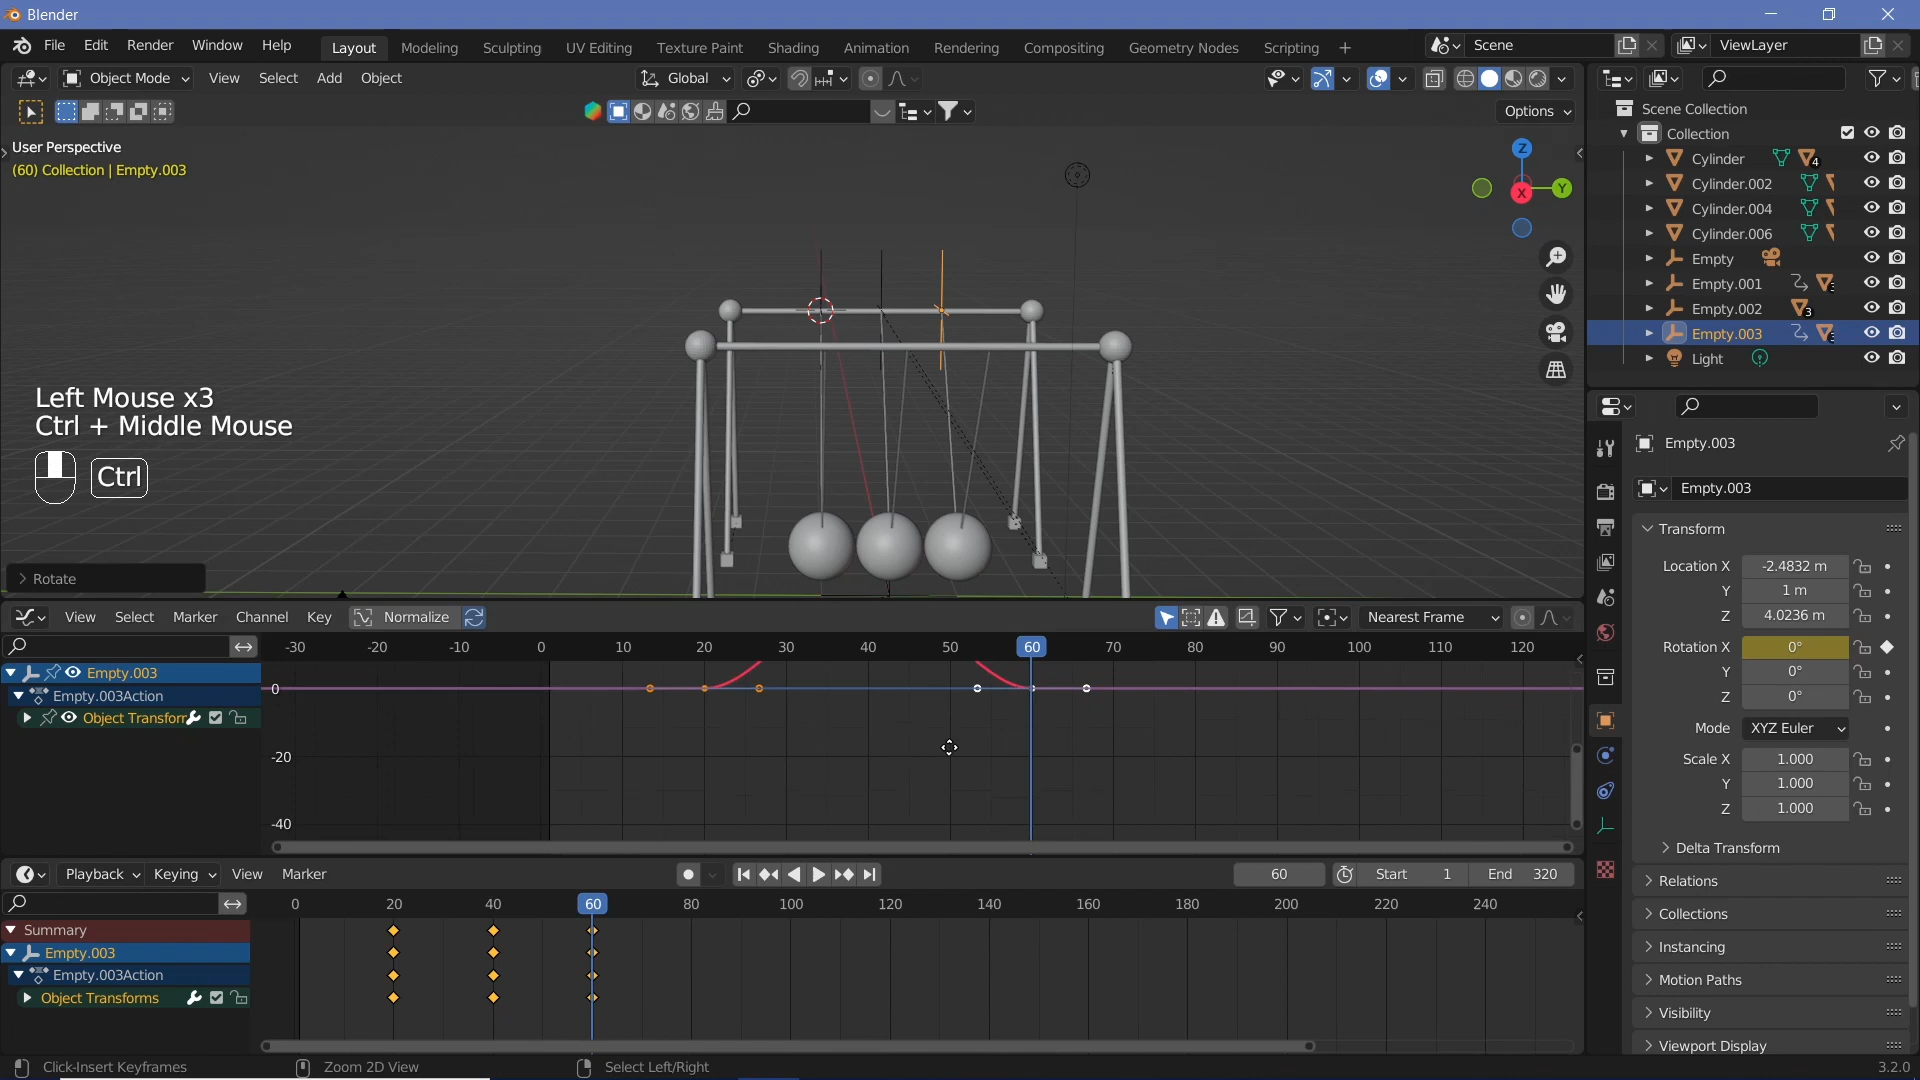 Blender
File Edit Render Window Help Layout Modeling Sculpting UV Editing Texture Paint Shading Animation Rendering Compositing Geometry Nodes Scripting + Scene ViewLayer
Object Mode View Select Add Object Global
Options
User Perspective
(60) Collection | Empty.003
Z
Y
X
Scene Collection
Collection
Cylinder 4
Cylinder.002
Cylinder.004
Cylinder.006
Empty
Empty.001
Empty.002 3
Empty.003
Light
Left Mouse x3
Ctrl + Middle Mouse
Ctrl
Rotate
Empty.003
Empty.003
Transform
Location X -2.4832 m
Y 1 m
Z 4.0236 m
Rotation X 0°
Y 0°
Z 0°
Mode XYZ Euler
Scale X 1.000
Y 1.000
Z 1.000
Delta Transform
Relations
Collections
Instancing
Motion Paths
Visibility
Viewport Display
View Select Marker Channel Key Normalize Nearest Frame
-30 -20 -10 0 10 20 30 40 50 60 70 80 90 100 110 120
Empty.003
Empty.003Action
Object Transforr
0
-20
-40
Playback Keying View Marker 60 Start 1 End 320
0 20 40 60 80 100 120 140 160 180 200 220 240
Summary
Empty.003
Empty.003Action
Object Transforms
Click-Insert Keyframes Zoom 2D View Select Left/Right 3.2.0